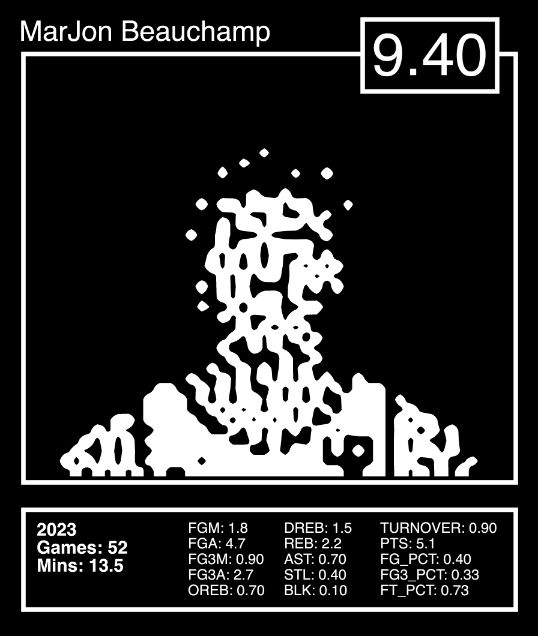 MarJon Beauchamp
9.40
2023
Games: 52
Mins: 13.5
FGM: 1.8
FGA: 4.7
FG3M: 0.90
FG3A: 2.7
OREB: 0.70
DREB: 1.5
REB: 2.2
AST: 0.70
STL: 0.40
BLK: 0.10
TURNOVER: 0.90
PTS: 5.1
FG_PCT: 0.40
FG3_PCT: 0.33
FT_PCT: 0.73